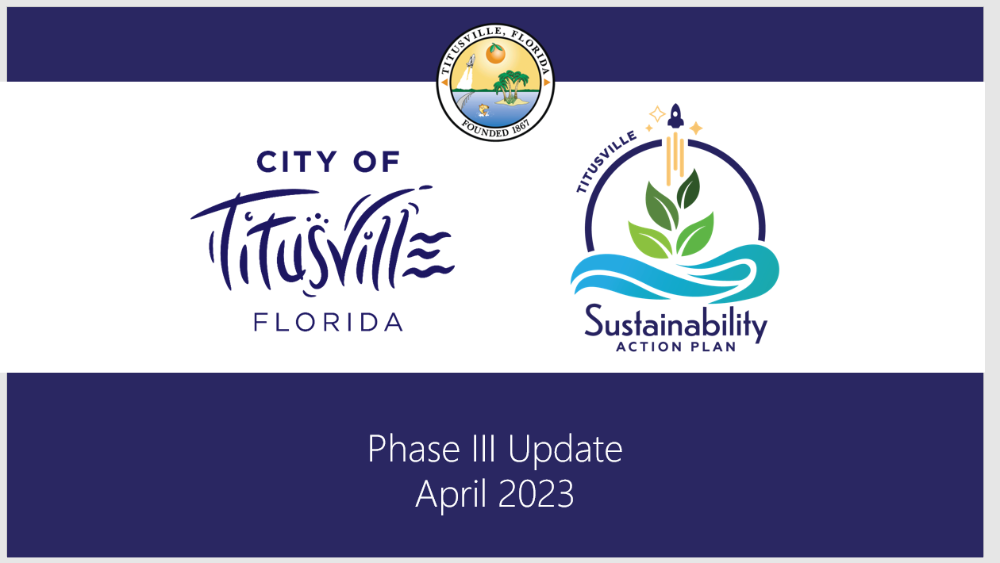 TITUSVILLE, FLORIDA
FOUNDED 1867
CITY OF
Titusville
FLORIDA
TITUSVILLE
Sustainability
ACTION PLAN
Phase III Update
April 2023